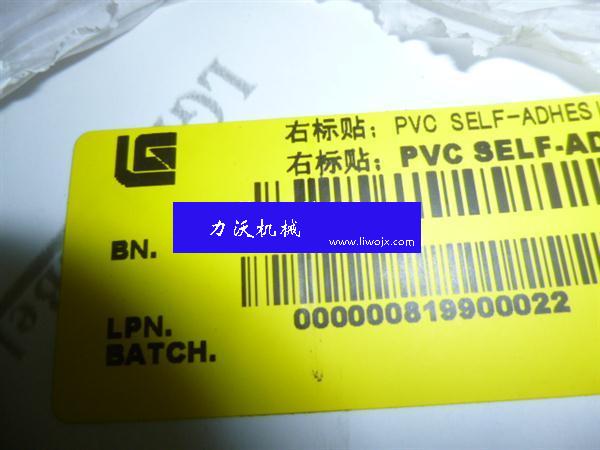 LG
右标贴; PVC SELF-ADHES
右标贴; PVC SELF-AD
力沃机械
www.liwojx.com
BN.
LPN.
000000819900022
BATCH.